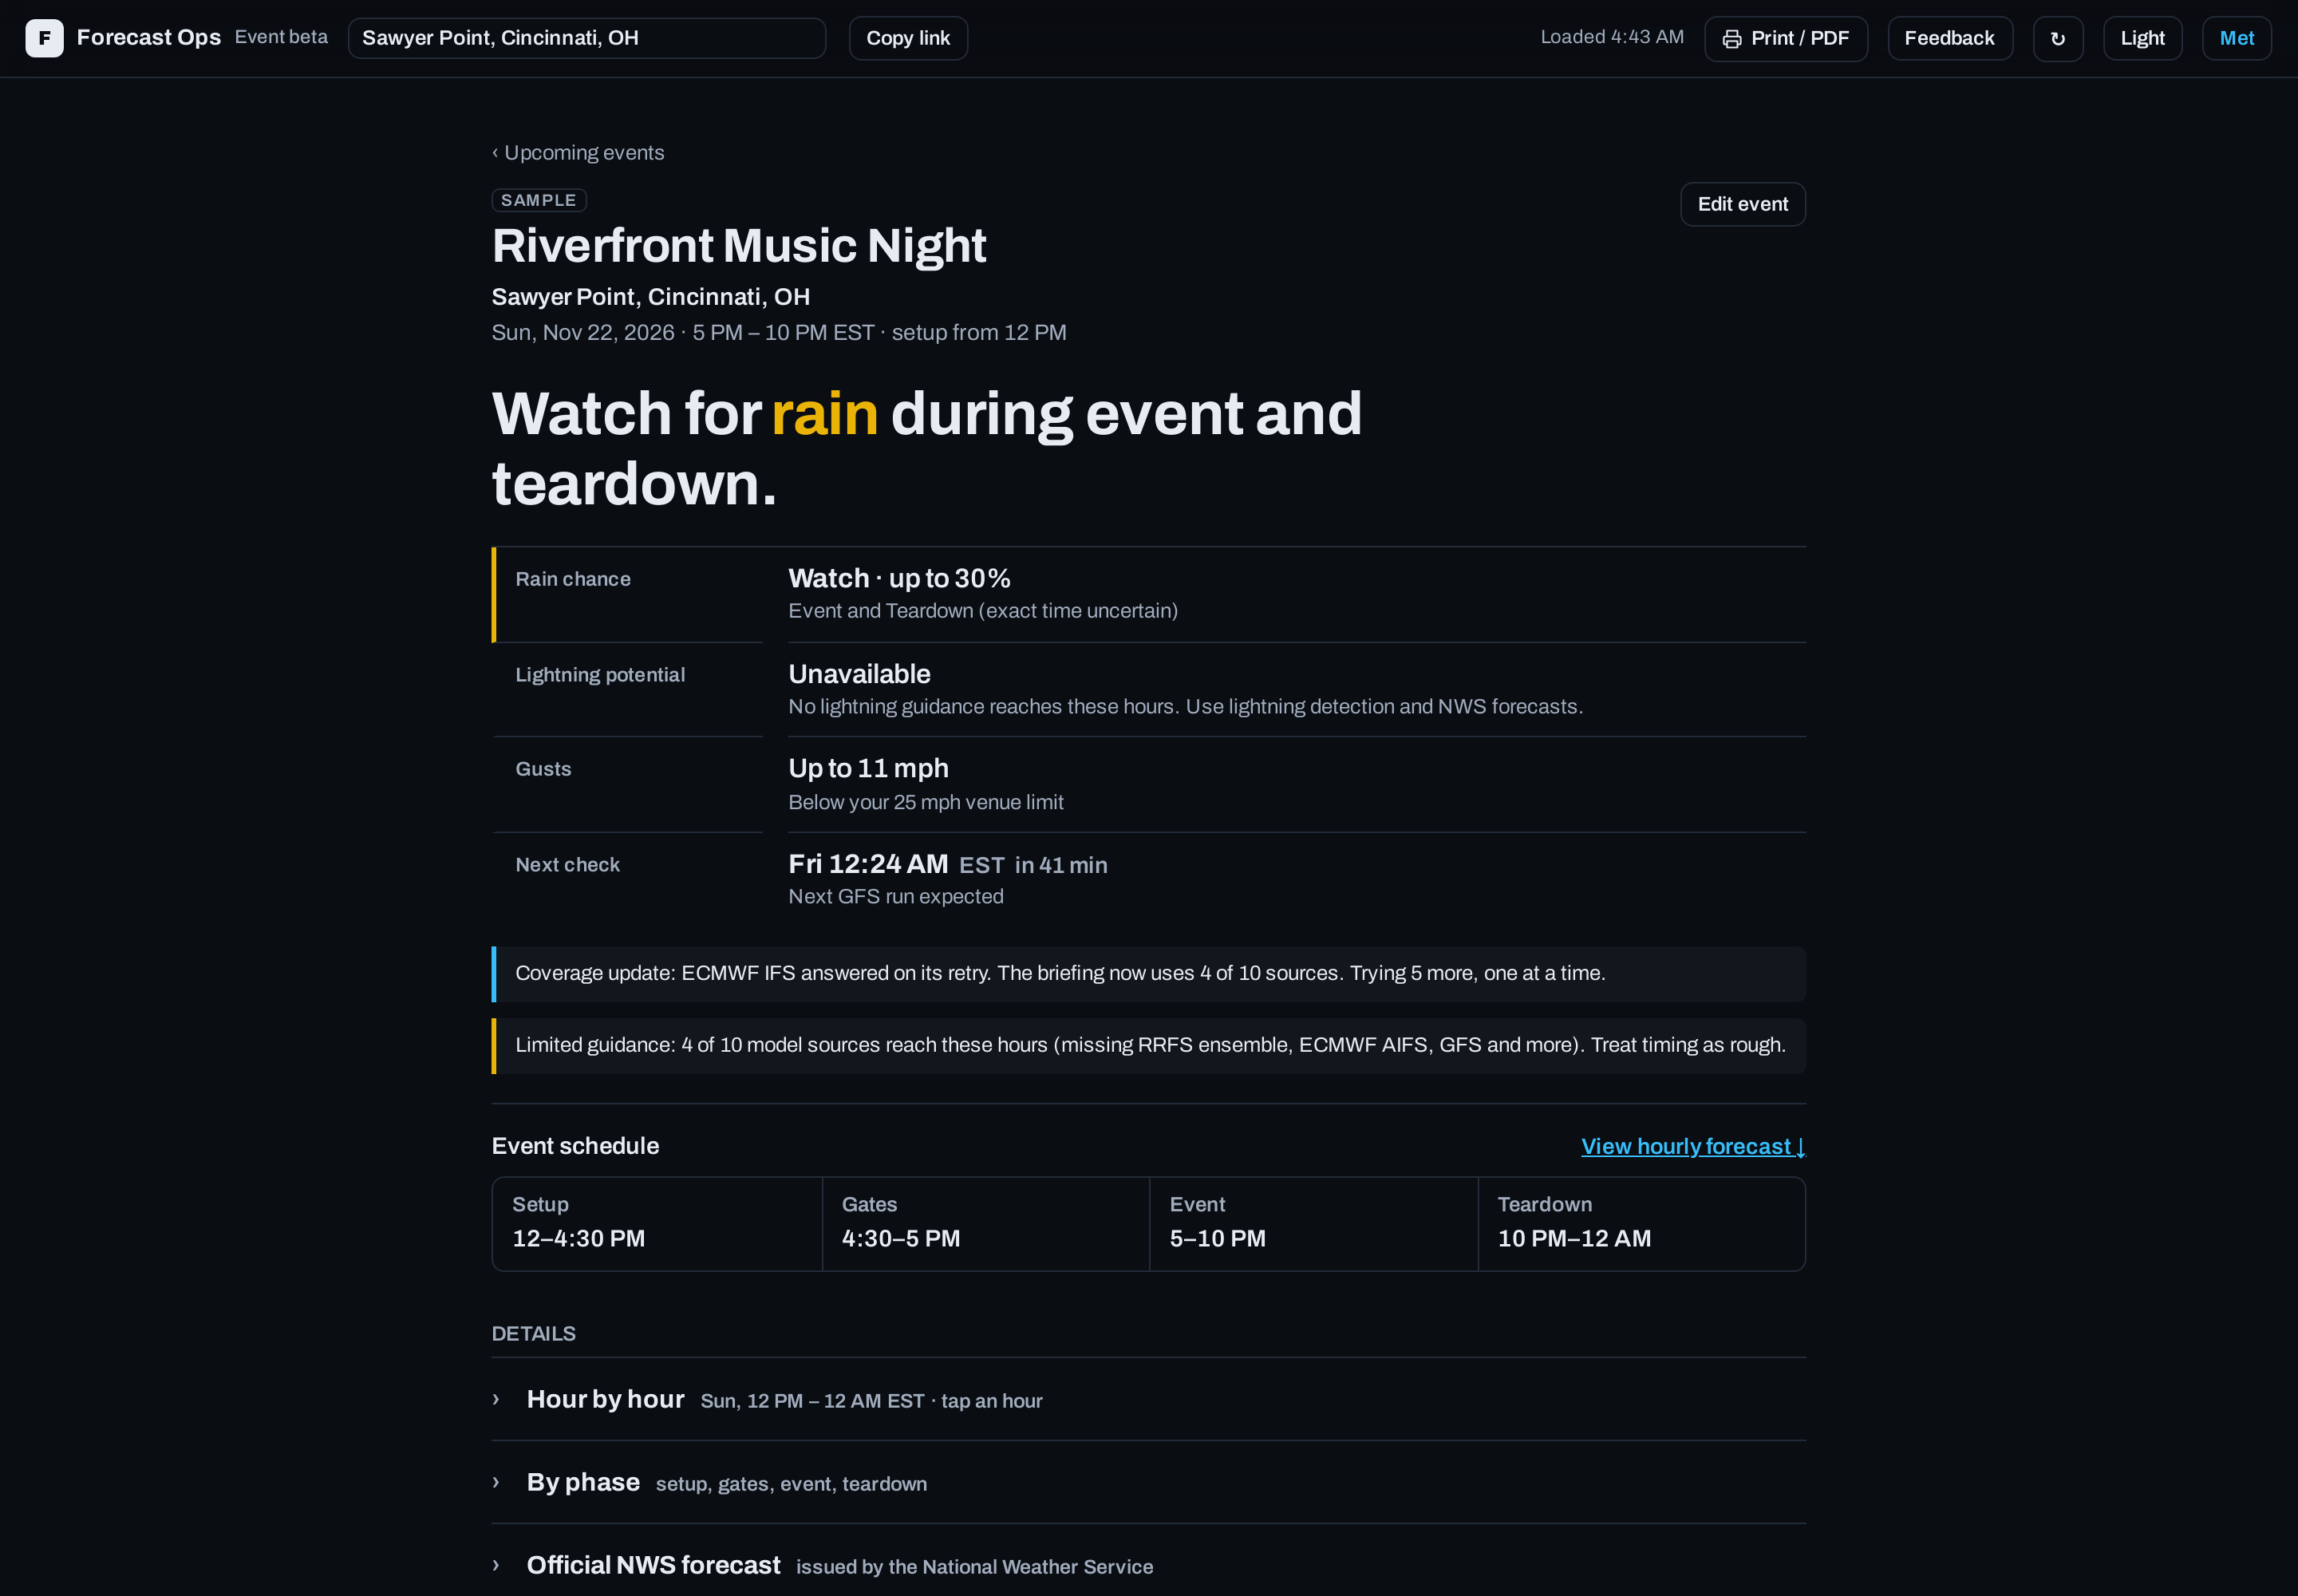 F Forecast Ops Event beta Sawyer Point, Cincinnati, OH Copy link Loaded 4:43 AM Print / PDF Feedback ↻ Light Met
‹ Upcoming events
SAMPLE
Edit event
Riverfront Music Night
Sawyer Point, Cincinnati, OH
Sun, Nov 22, 2026 · 5 PM – 10 PM EST · setup from 12 PM
Watch for rain during event and
teardown.
Rain chance
Watch · up to 30%
Event and Teardown (exact time uncertain)
Lightning potential
Unavailable
No lightning guidance reaches these hours. Use lightning detection and NWS forecasts.
Gusts
Up to 11 mph
Below your 25 mph venue limit
Next check
Fri 12:24 AM EST in 41 min
Next GFS run expected
Coverage update: ECMWF IFS answered on its retry. The briefing now uses 4 of 10 sources. Trying 5 more, one at a time.
Limited guidance: 4 of 10 model sources reach these hours (missing RRFS ensemble, ECMWF AIFS, GFS and more). Treat timing as rough.
Event schedule
View hourly forecast ↓
Setup
12–4:30 PM
Gates
4:30–5 PM
Event
5–10 PM
Teardown
10 PM–12 AM
DETAILS
› Hour by hour Sun, 12 PM – 12 AM EST · tap an hour
› By phase setup, gates, event, teardown
› Official NWS forecast issued by the National Weather Service